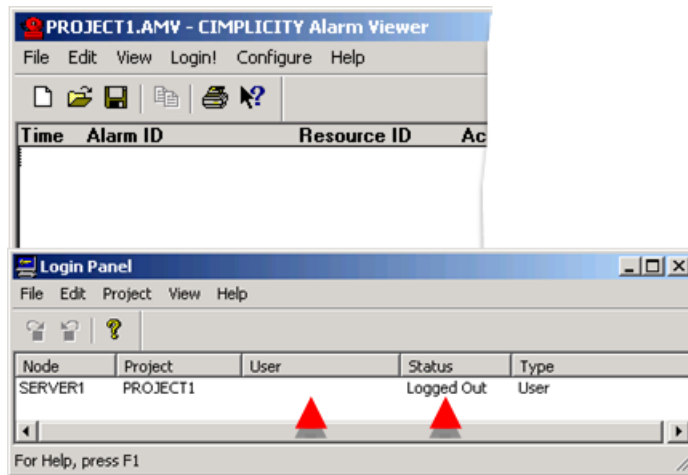 PROJECT1.AMV - CIMPLICITY Alarm Viewer
File Edit View Login! Configure Help
Time Alarm ID Resource ID Ac
Login Panel
File Edit Project View Help
Node Project User Status Type
SERVER1 PROJECT1 Logged Out User
For Help, press F1